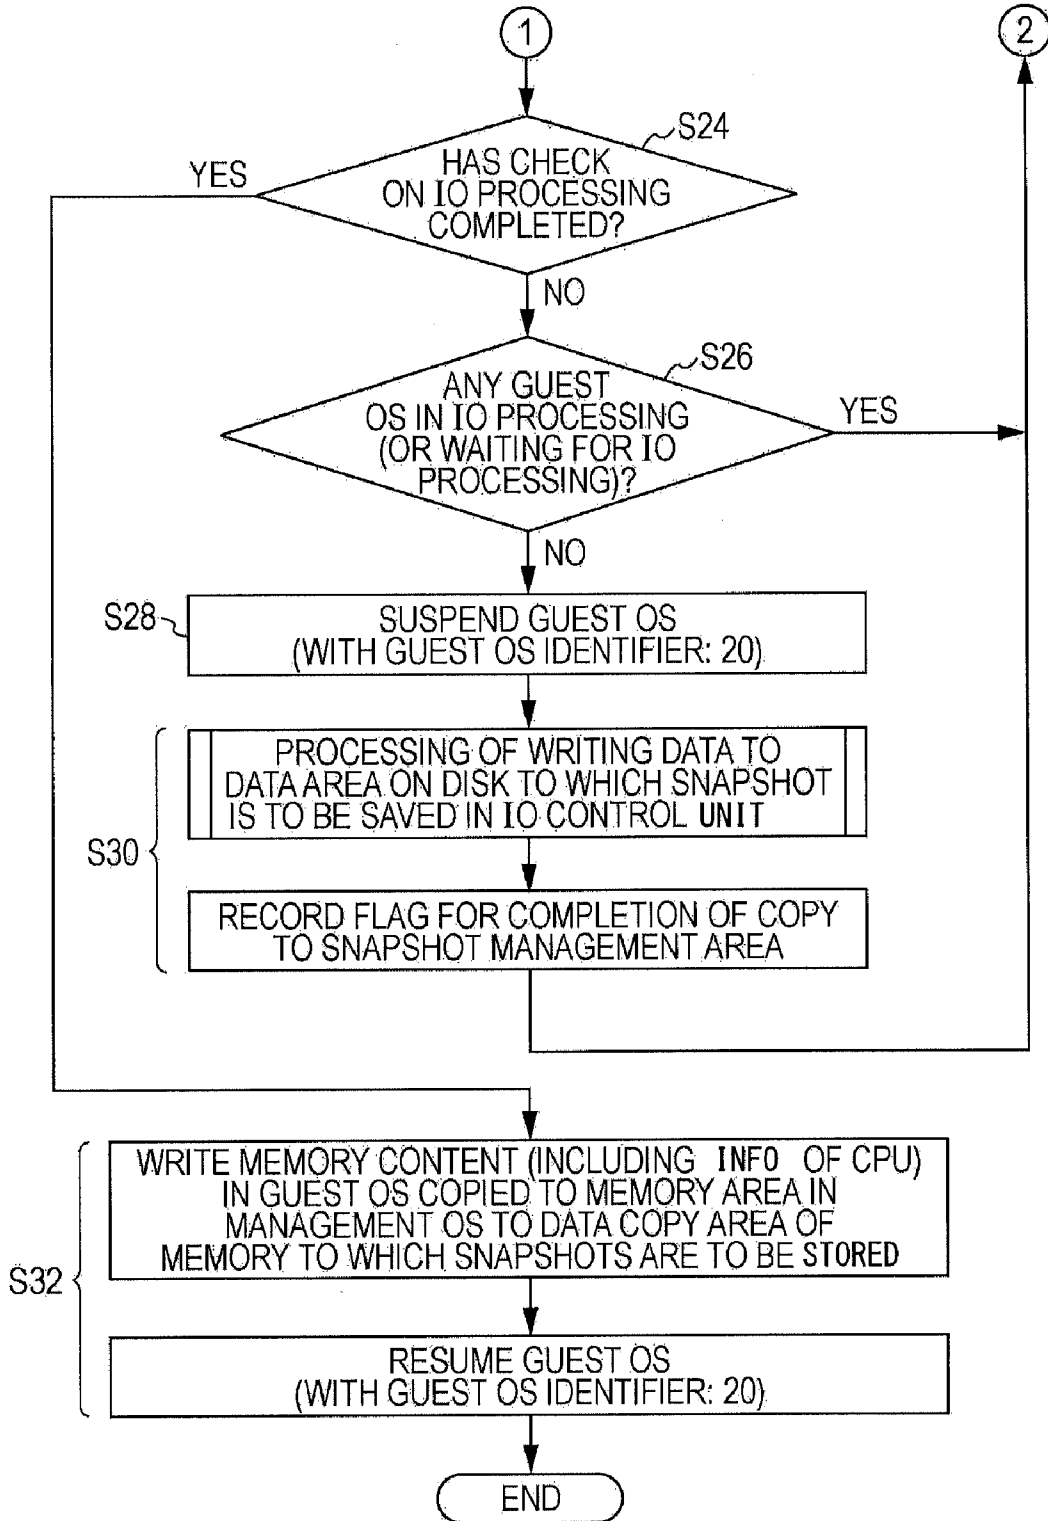 1
2
S24
YES
HAS CHECK
ON IO PROCESSING
COMPLETED?
NO
S26
ANY GUEST
OS IN IO PROCESSING
(OR WAITING FOR IO
PROCESSING)?
YES
NO
S28
SUSPEND GUEST OS
(WITH GUEST OS IDENTIFIER: 20)
S30
PROCESSING OF WRITING DATA TO
DATA AREA ON DISK TO WHICH SNAPSHOT
IS TO BE SAVED IN IO CONTROL UNIT
RECORD FLAG FOR COMPLETION OF COPY
TO SNAPSHOT MANAGEMENT AREA
S32
WRITE MEMORY CONTENT (INCLUDING INFO OF CPU)
IN GUEST OS COPIED TO MEMORY AREA IN
MANAGEMENT OS TO DATA COPY AREA OF
MEMORY TO WHICH SNAPSHOTS ARE TO BE STORED
RESUME GUEST OS
(WITH GUEST OS IDENTIFIER: 20)
END